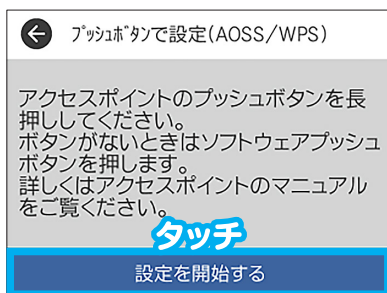 ﾌﾟｯｼｭﾎﾞﾀﾝで設定(AOSS/WPS)
アクセスポイントのプッシュボタンを長
押ししてください。
ボタンがないときはソフトウェアプッシュ
ボタンを押します。
詳しくはアクセスポイントのマニュアル
をご覧ください。
タッチ
設定を開始する